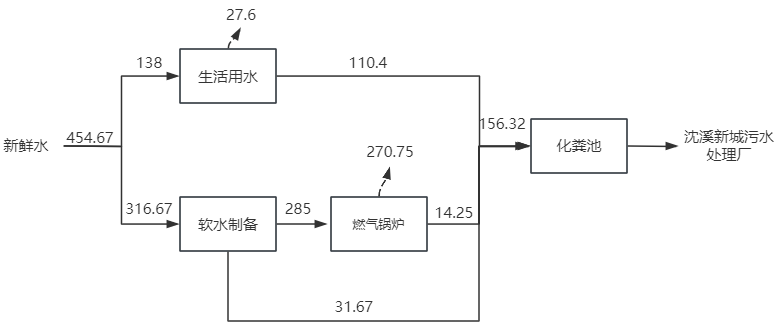 27.6
138
生活用水
110.4
新鲜水
454.67
156.32
化粪池
沈溪新城污水
处理厂
270.75
316.67
软水制备
285
燃气锅炉
14.25
31.67